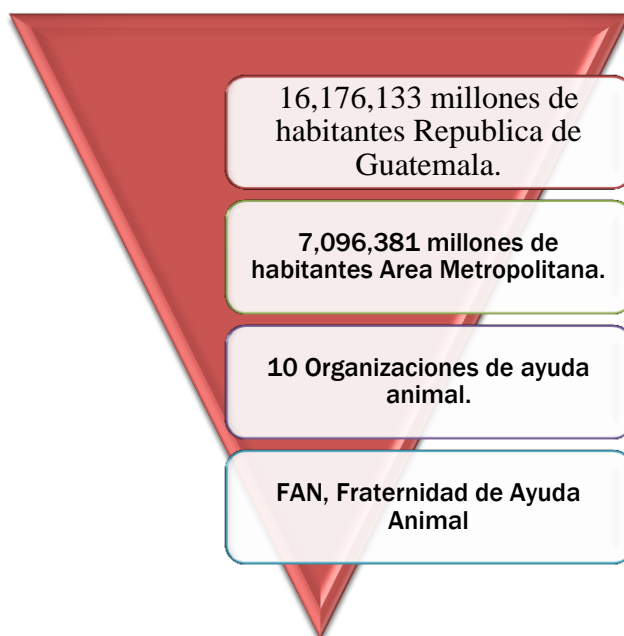 16,176,133 millones de
habitantes Republica de
Guatemala.
7,096,381 millones de
habitantes Area Metropolitana.
10 Organizaciones de ayuda
animal.
FAN, Fraternidad de Ayuda
Animal